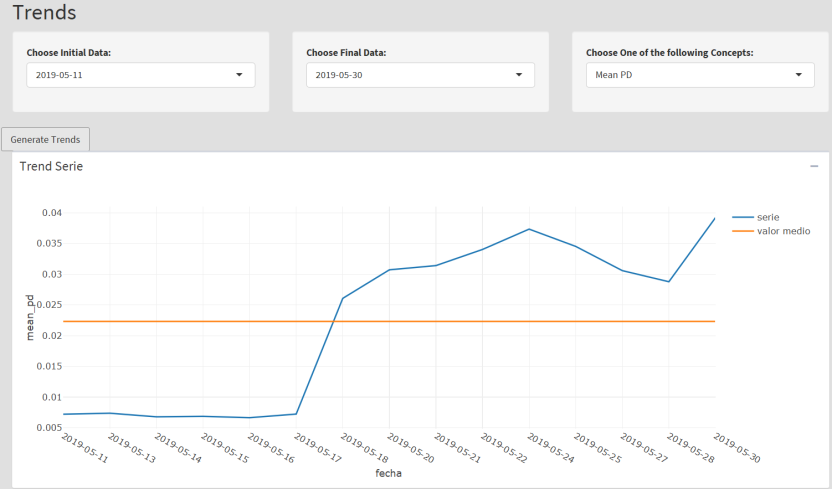 Trends
Choose Initial Data:
Choose Final Data:
Choose One of the following Concepts:
2019-05-11
2019-05-30
Mean PD
Generate Trends
Trend Serie
serie
valor medio
0.04
0.035
0.03
0.025
0.02
0.015
0.01
0.005
mean_pd
2019-05-11
2019-05-13
2019-05-14
2019-05-15
2019-05-16
2019-05-17
2019-05-18
2019-05-20
2019-05-21
2019-05-22
2019-05-24
2019-05-25
2019-05-27
2019-05-28
2019-05-30
fecha